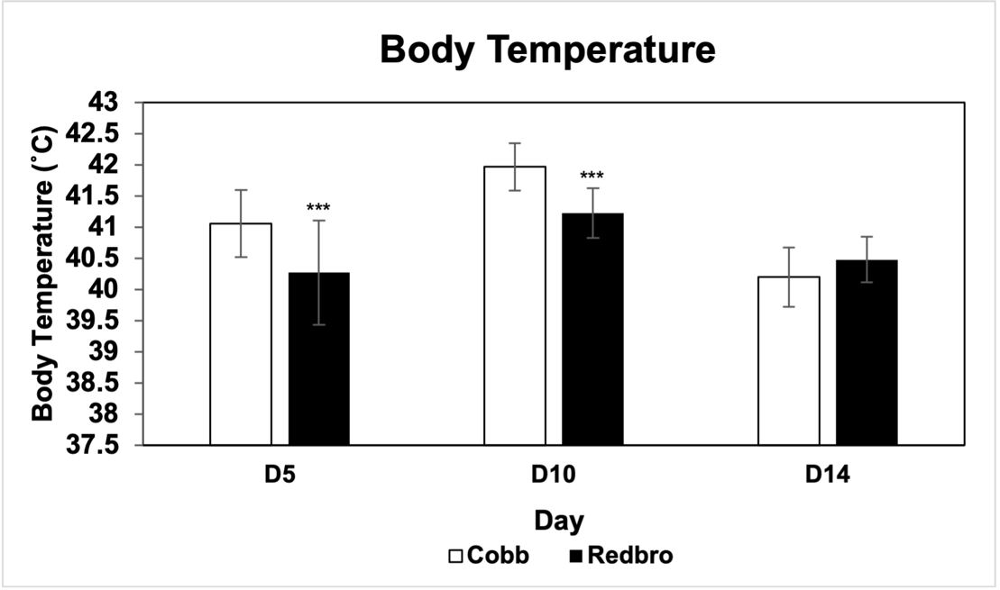 Body Temperature
Body Temperature (˚C)
43
42.5
42
41.5
41
40.5
40
39.5
39
38.5
38
37.5
***
***
D5
D10
D14
Day
Cobb
Redbro